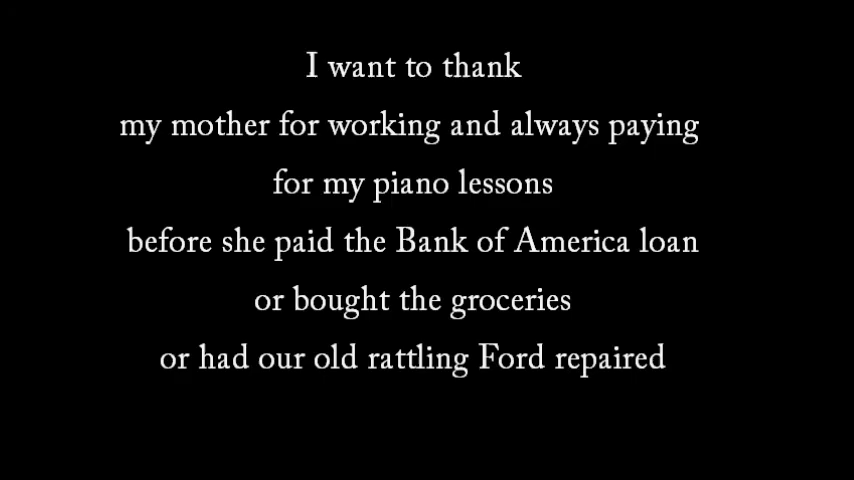 I want to thank
my mother for working and always paying
for my piano lessons
before she paid the Bank of America loan
or bought the groceries
or had our old rattling Ford repaired